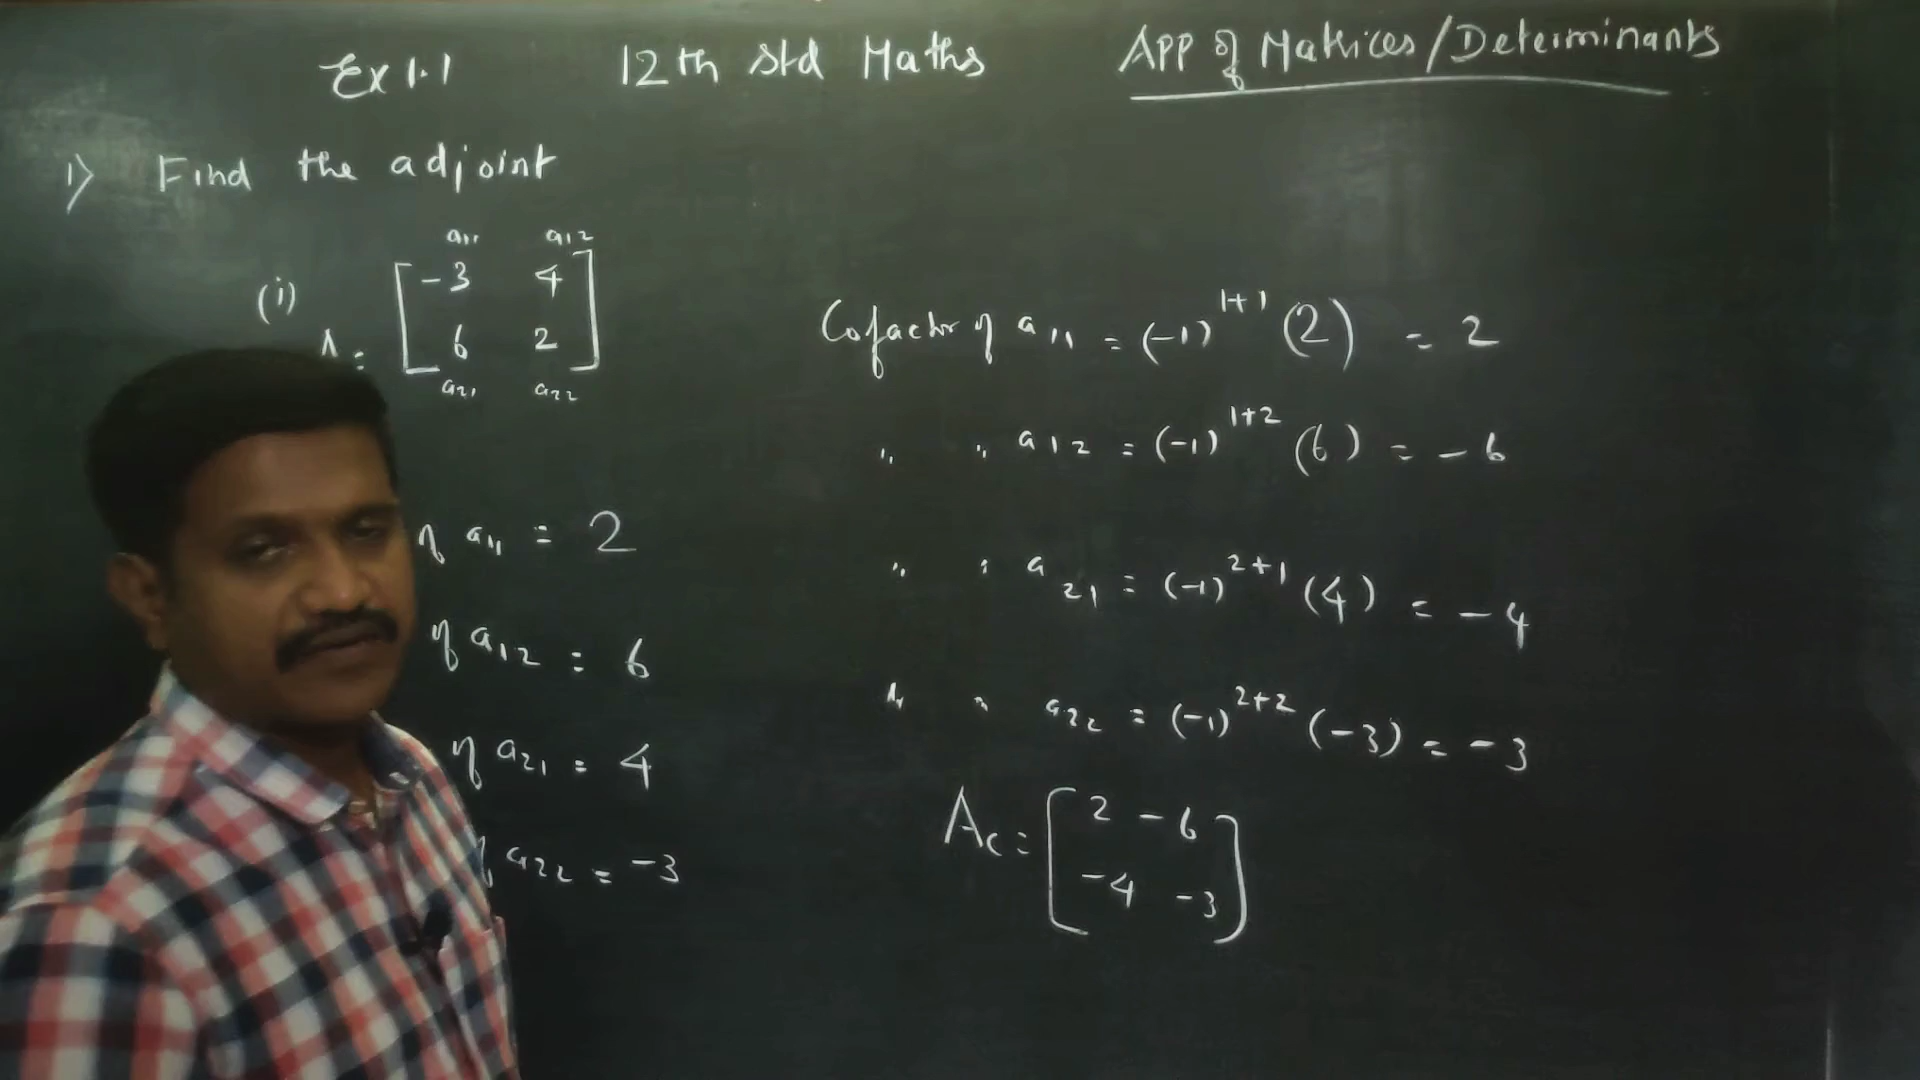 Ex 1.1 12th std Maths App of Matrices/Determinants
1) Find the adjoint
a11 a12
(i) A = [ -3 4
6 2 ]
a21 a22
of a11 = 2
of a12 = 6
of a21 = 4
of a22 = -3
Cofactor of a11 = (-1)^1+1 (2) = 2
" " a12 = (-1)^1+2 (6) = -6
" " a21 = (-1)^2+1 (4) = -4
" " a22 = (-1)^2+2 (-3) = -3
Ac = [ 2 -6
-4 -3 ]